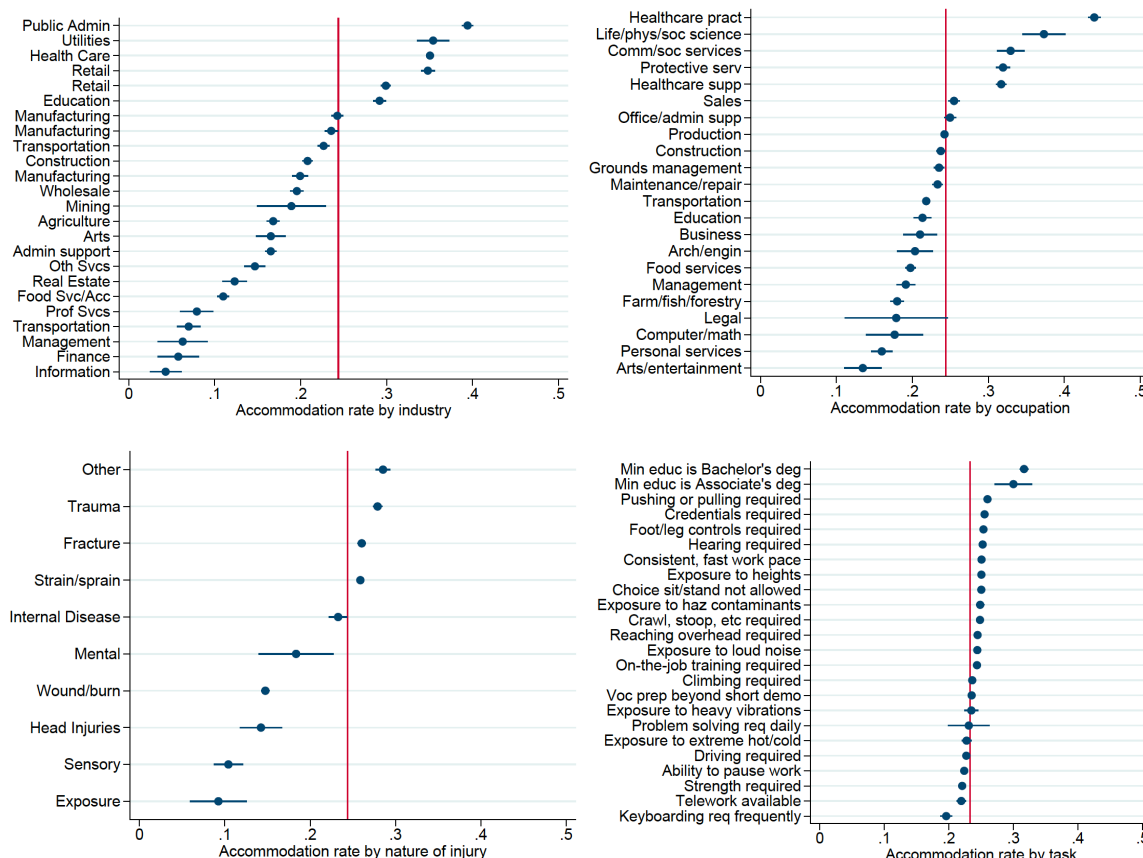 Public Admin
Utilities
Health Care
Retail
Retail
Education
Manufacturing
Manufacturing
Transportation
Construction
Manufacturing
Wholesale
Mining
Agriculture
Arts
Admin support
Oth Svcs
Real Estate
Food Svc/Acc
Prof Svcs
Transportation
Management
Finance
Information
0 .1 .2 .3 .4 .5
Accommodation rate by industry
Healthcare pract
Life/phys/soc science
Comm/soc services
Protective serv
Healthcare supp
Sales
Office/admin supp
Production
Construction
Grounds management
Maintenance/repair
Transportation
Education
Business
Arch/engin
Food services
Management
Farm/fish/forestry
Legal
Computer/math
Personal services
Arts/entertainment
0 .1 .2 .3 .4 .5
Accommodation rate by occupation
Other
Trauma
Fracture
Strain/sprain
Internal Disease
Mental
Wound/burn
Head Injuries
Sensory
Exposure
0 .1 .2 .3 .4 .5
Accommodation rate by nature of injury
Min educ is Bachelor's deg
Min educ is Associate's deg
Pushing or pulling required
Credentials required
Foot/leg controls required
Hearing required
Consistent, fast work pace
Exposure to heights
Choice sit/stand not allowed
Exposure to haz contaminants
Crawl, stoop, etc required
Reaching overhead required
Exposure to loud noise
On-the-job training required
Climbing required
Voc prep beyond short demo
Exposure to heavy vibrations
Problem solving req daily
Exposure to extreme hot/cold
Driving required
Ability to pause work
Strength required
Telework available
Keyboarding req frequently
0 .1 .2 .3 .4 .5
Accommodation rate by task